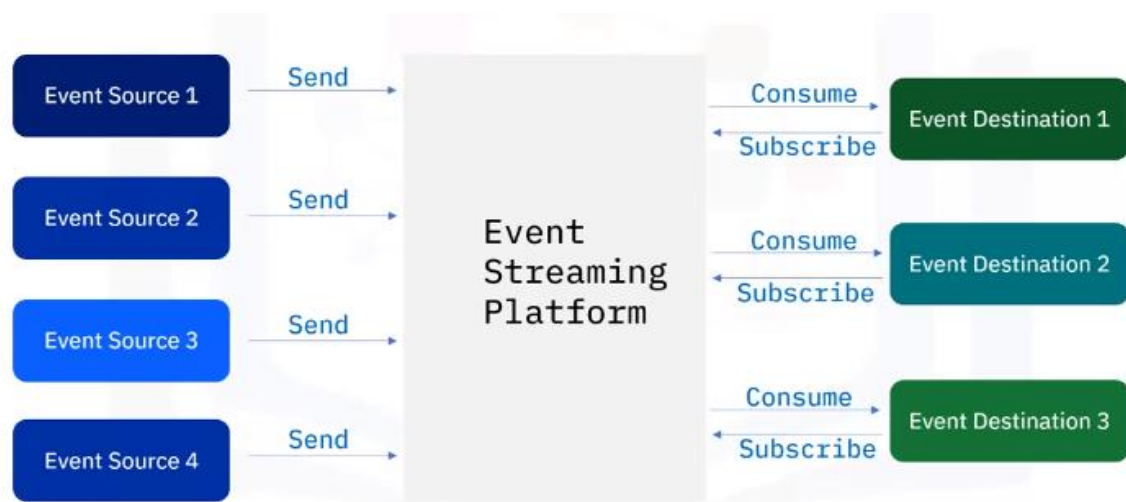 Event Source 1
Send
Event Source 2
Send
Event Source 3
Send
Event Source 4
Send
Event
Streaming
Platform
Consume
Subscribe
Event Destination 1
Consume
Subscribe
Event Destination 2
Consume
Subscribe
Event Destination 3